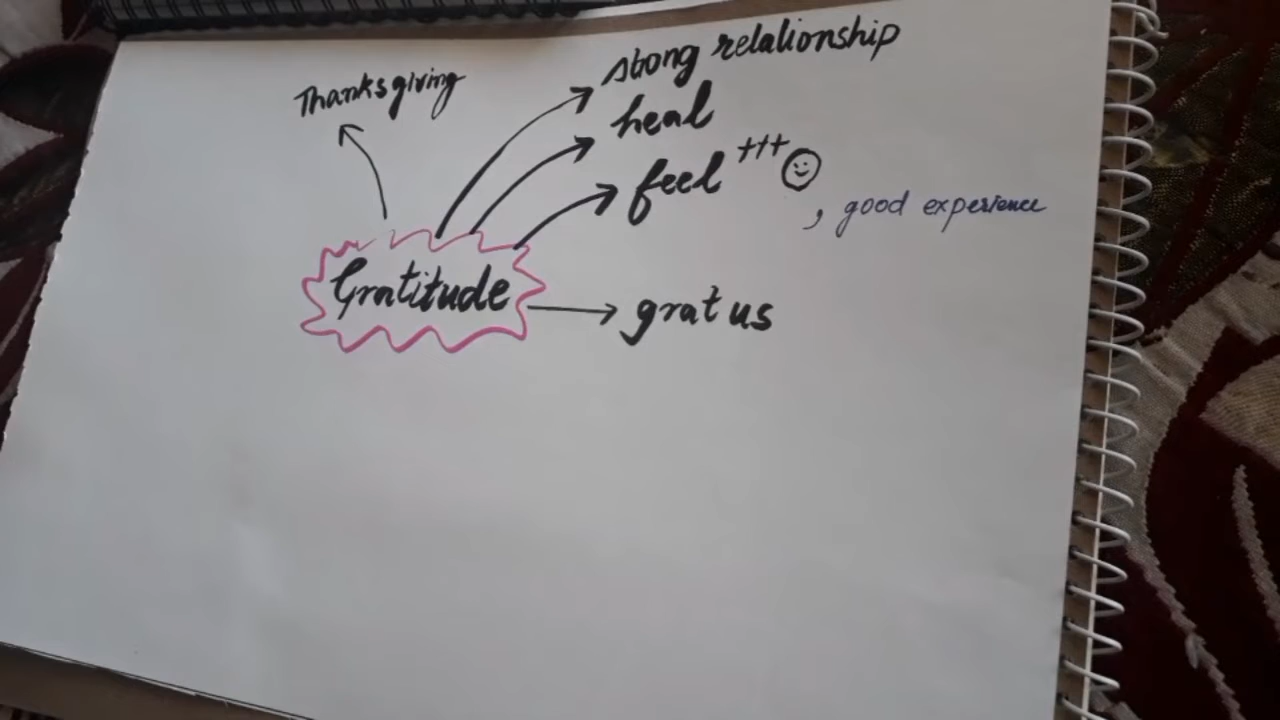 Thanksgiving
strong relationship
heal
feel +++ ☺
, good experience
Gratitude
gratus